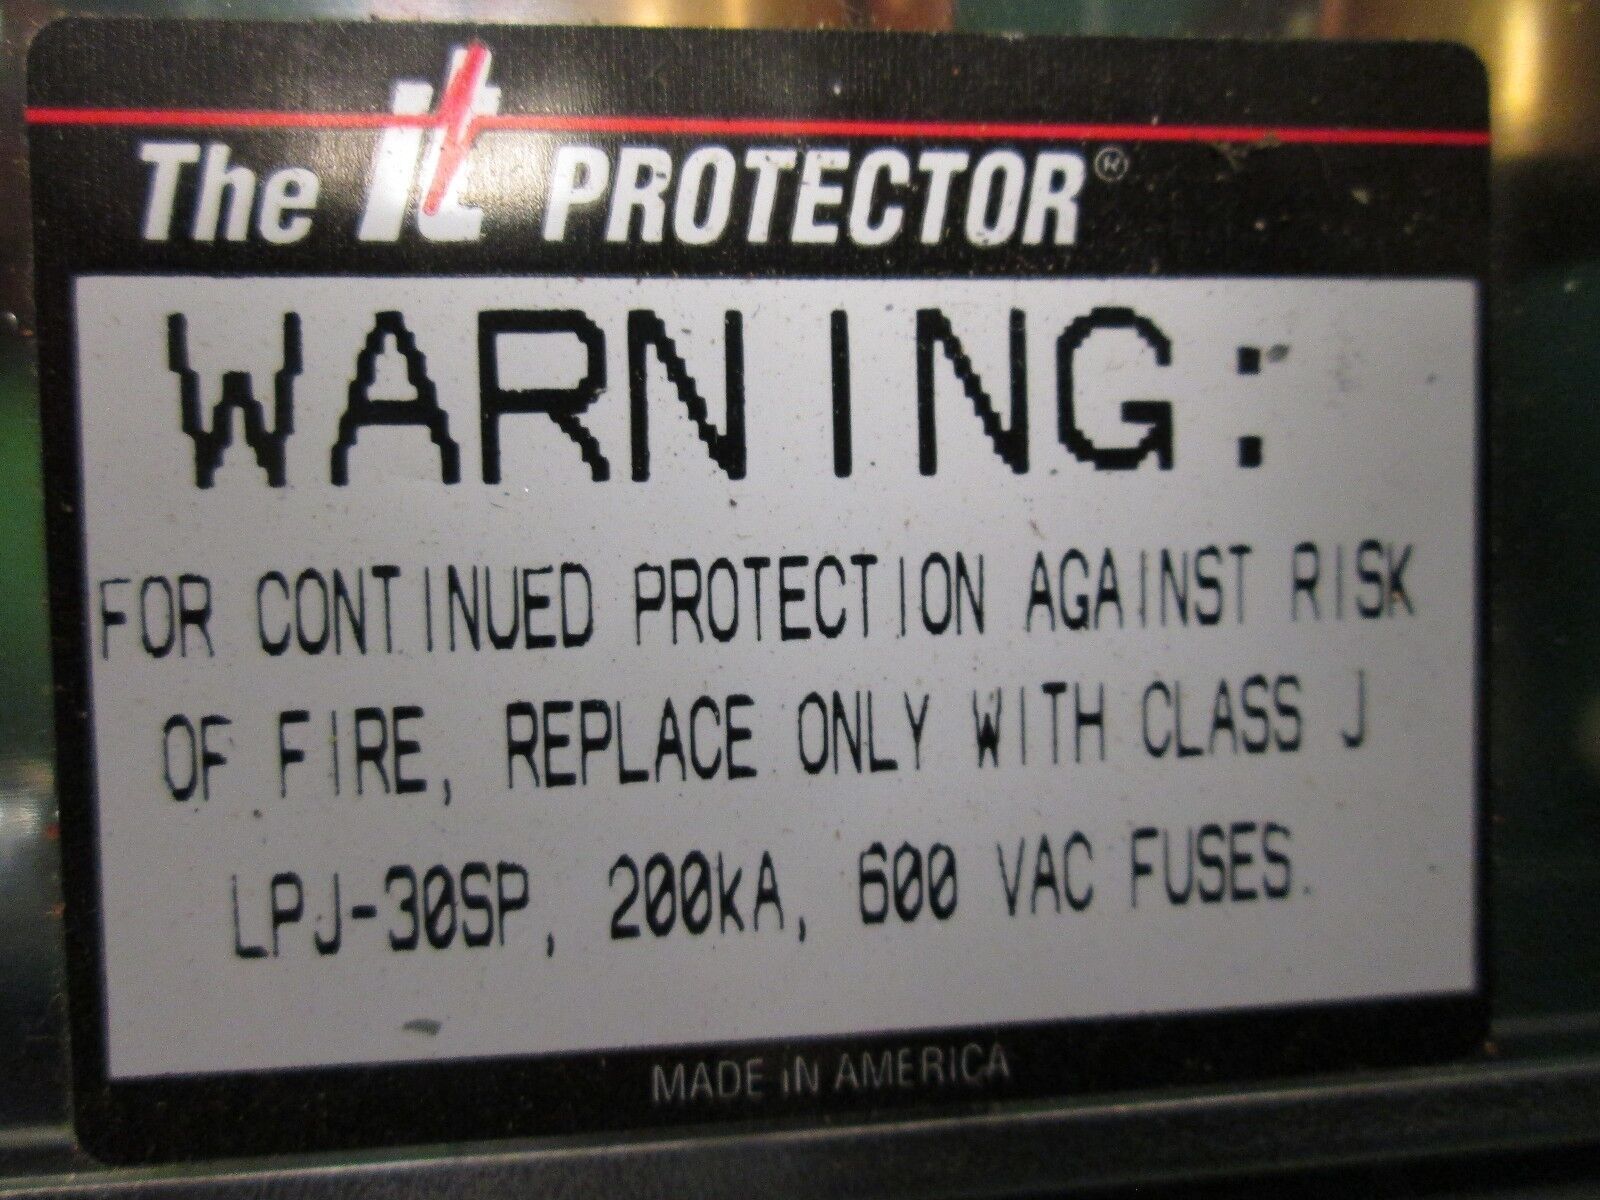 The it PROTECTOR®
WARNING:
FOR CONTINUED PROTECTION AGAINST RISK
OF FIRE, REPLACE ONLY WITH CLASS J
LPJ-30SP, 200kA, 600 VAC FUSES.
MADE IN AMERICA